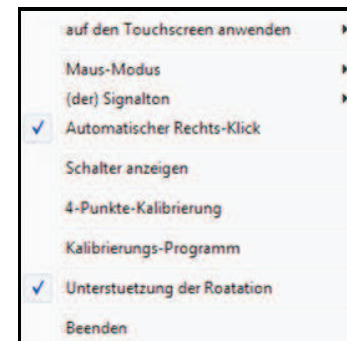 auf den Touchscreen anwenden
Maus-Modus
(der) Signalton
Automatischer Rechts-Klick
Schalter anzeigen
4-Punkte-Kalibrierung
Kalibrierungs-Programm
Unterstuetzung der Roatation
Beenden